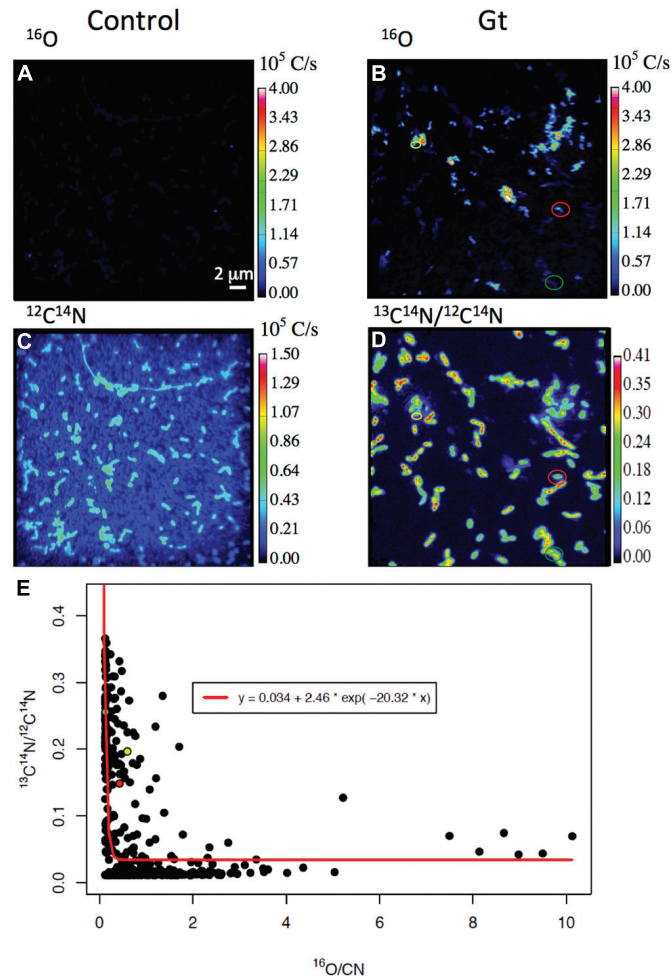 Control
Gt
16O
16O
10^5 C/s
10^5 C/s
A
B
4.00
3.43
2.86
2.29
1.71
1.14
0.57
0.00
4.00
3.43
2.86
2.29
1.71
1.14
0.57
0.00
2 μm
12C14N
10^5 C/s
13C14N/12C14N
C
D
1.50
1.29
1.07
0.86
0.64
0.43
0.21
0.00
0.41
0.35
0.30
0.24
0.18
0.12
0.06
0.00
E
13C14N/12C14N
0.4
0.3
0.2
0.1
0.0
y = 0.034 + 2.46 * exp( −20.32 * x)
0
2
4
6
8
10
16O/CN